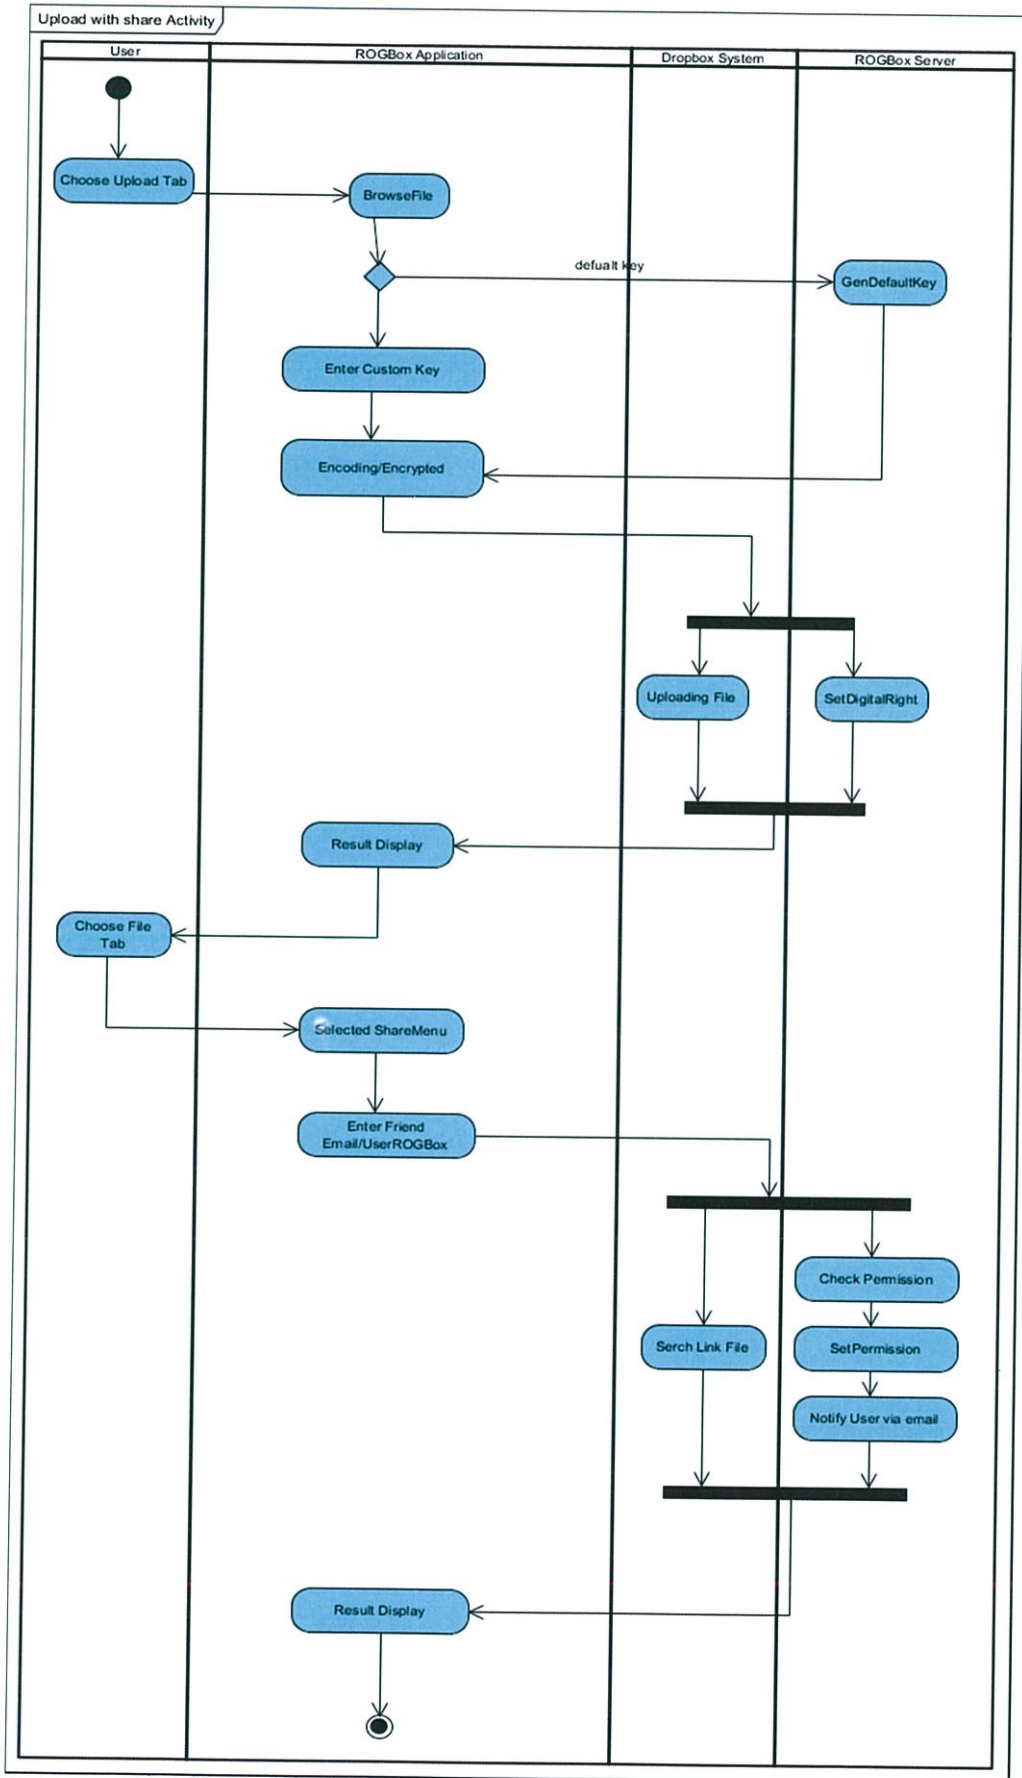 Upload with share Activity
User
ROGBox Application
Dropbox System
ROGBox Server
Choose Upload Tab
BrowseFile
defualt key
GenDefaultKey
Enter Custom Key
Encoding/Encrypted
Uploading File
SetDigitalRight
Result Display
Choose File
Tab
Selected ShareMenu
Enter Friend
Email/UserROGBox
Check Permission
Serch Link File
SetPermission
Notify User via email
Result Display